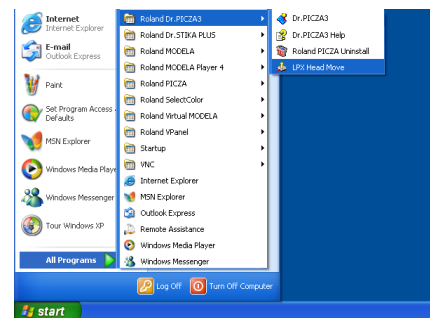 Internet
Internet Explorer
E-mail
Outlook Express
Paint
Set Program Access
Defaults
MSN Explorer
Windows Media Playe
Windows Messenger
Tour Windows XP
All Programs
Roland Dr.PICZA3
Roland Dr.STIKA PLUS
Roland MODELA
Roland MODELA Player 4
Roland PICZA
Roland SelectColor
Roland Virtual MODELA
Roland VPanel
Startup
VNC
Internet Explorer
MSN Explorer
Outlook Express
Remote Assistance
Windows Media Player
Windows Messenger
Dr.PICZA3
Dr.PICZA3 Help
Roland PICZA Uninstall
LPX Head Move
Log Off
Turn Off Computer
start